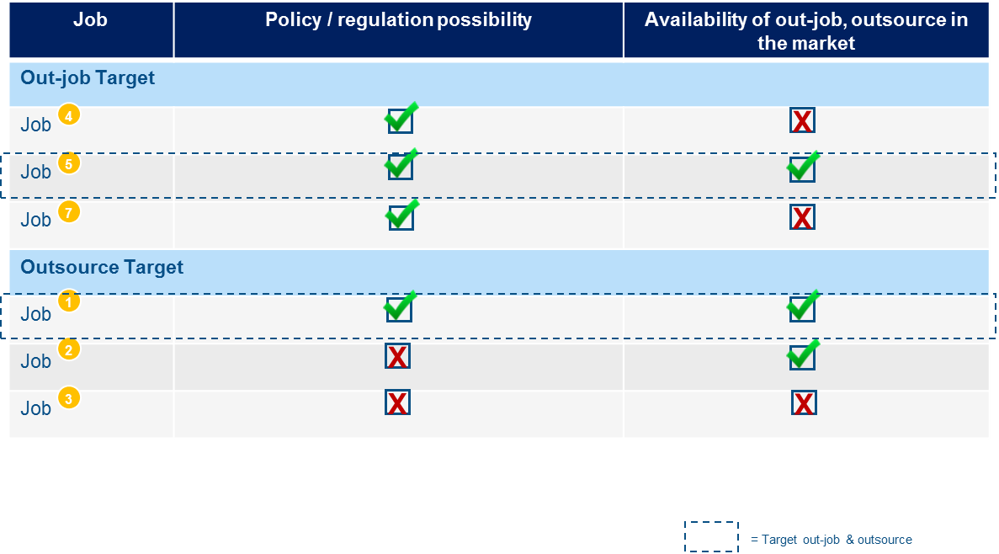 Job
Policy / regulation possibility
Availability of out-job, outsource in
the market
Out-job Target
Job 4
X
Job 5
Job 7
X
Outsource Target
Job 1
Job 2
X
Job 3
X
X
= Target out-job & outsource